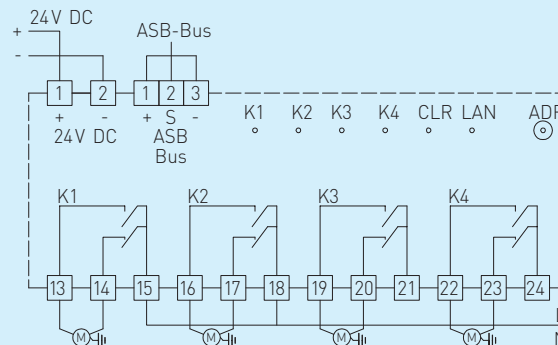 24V DC
+
-
ASB-Bus
1 2 1 2 3
+ - + S -
24V DC ASB
Bus
K1 K2 K3 K4 CLR LAN
K1 K2 K3 K4
13 14 15 16 17 18 19 20 21 22 23 24
M M M M